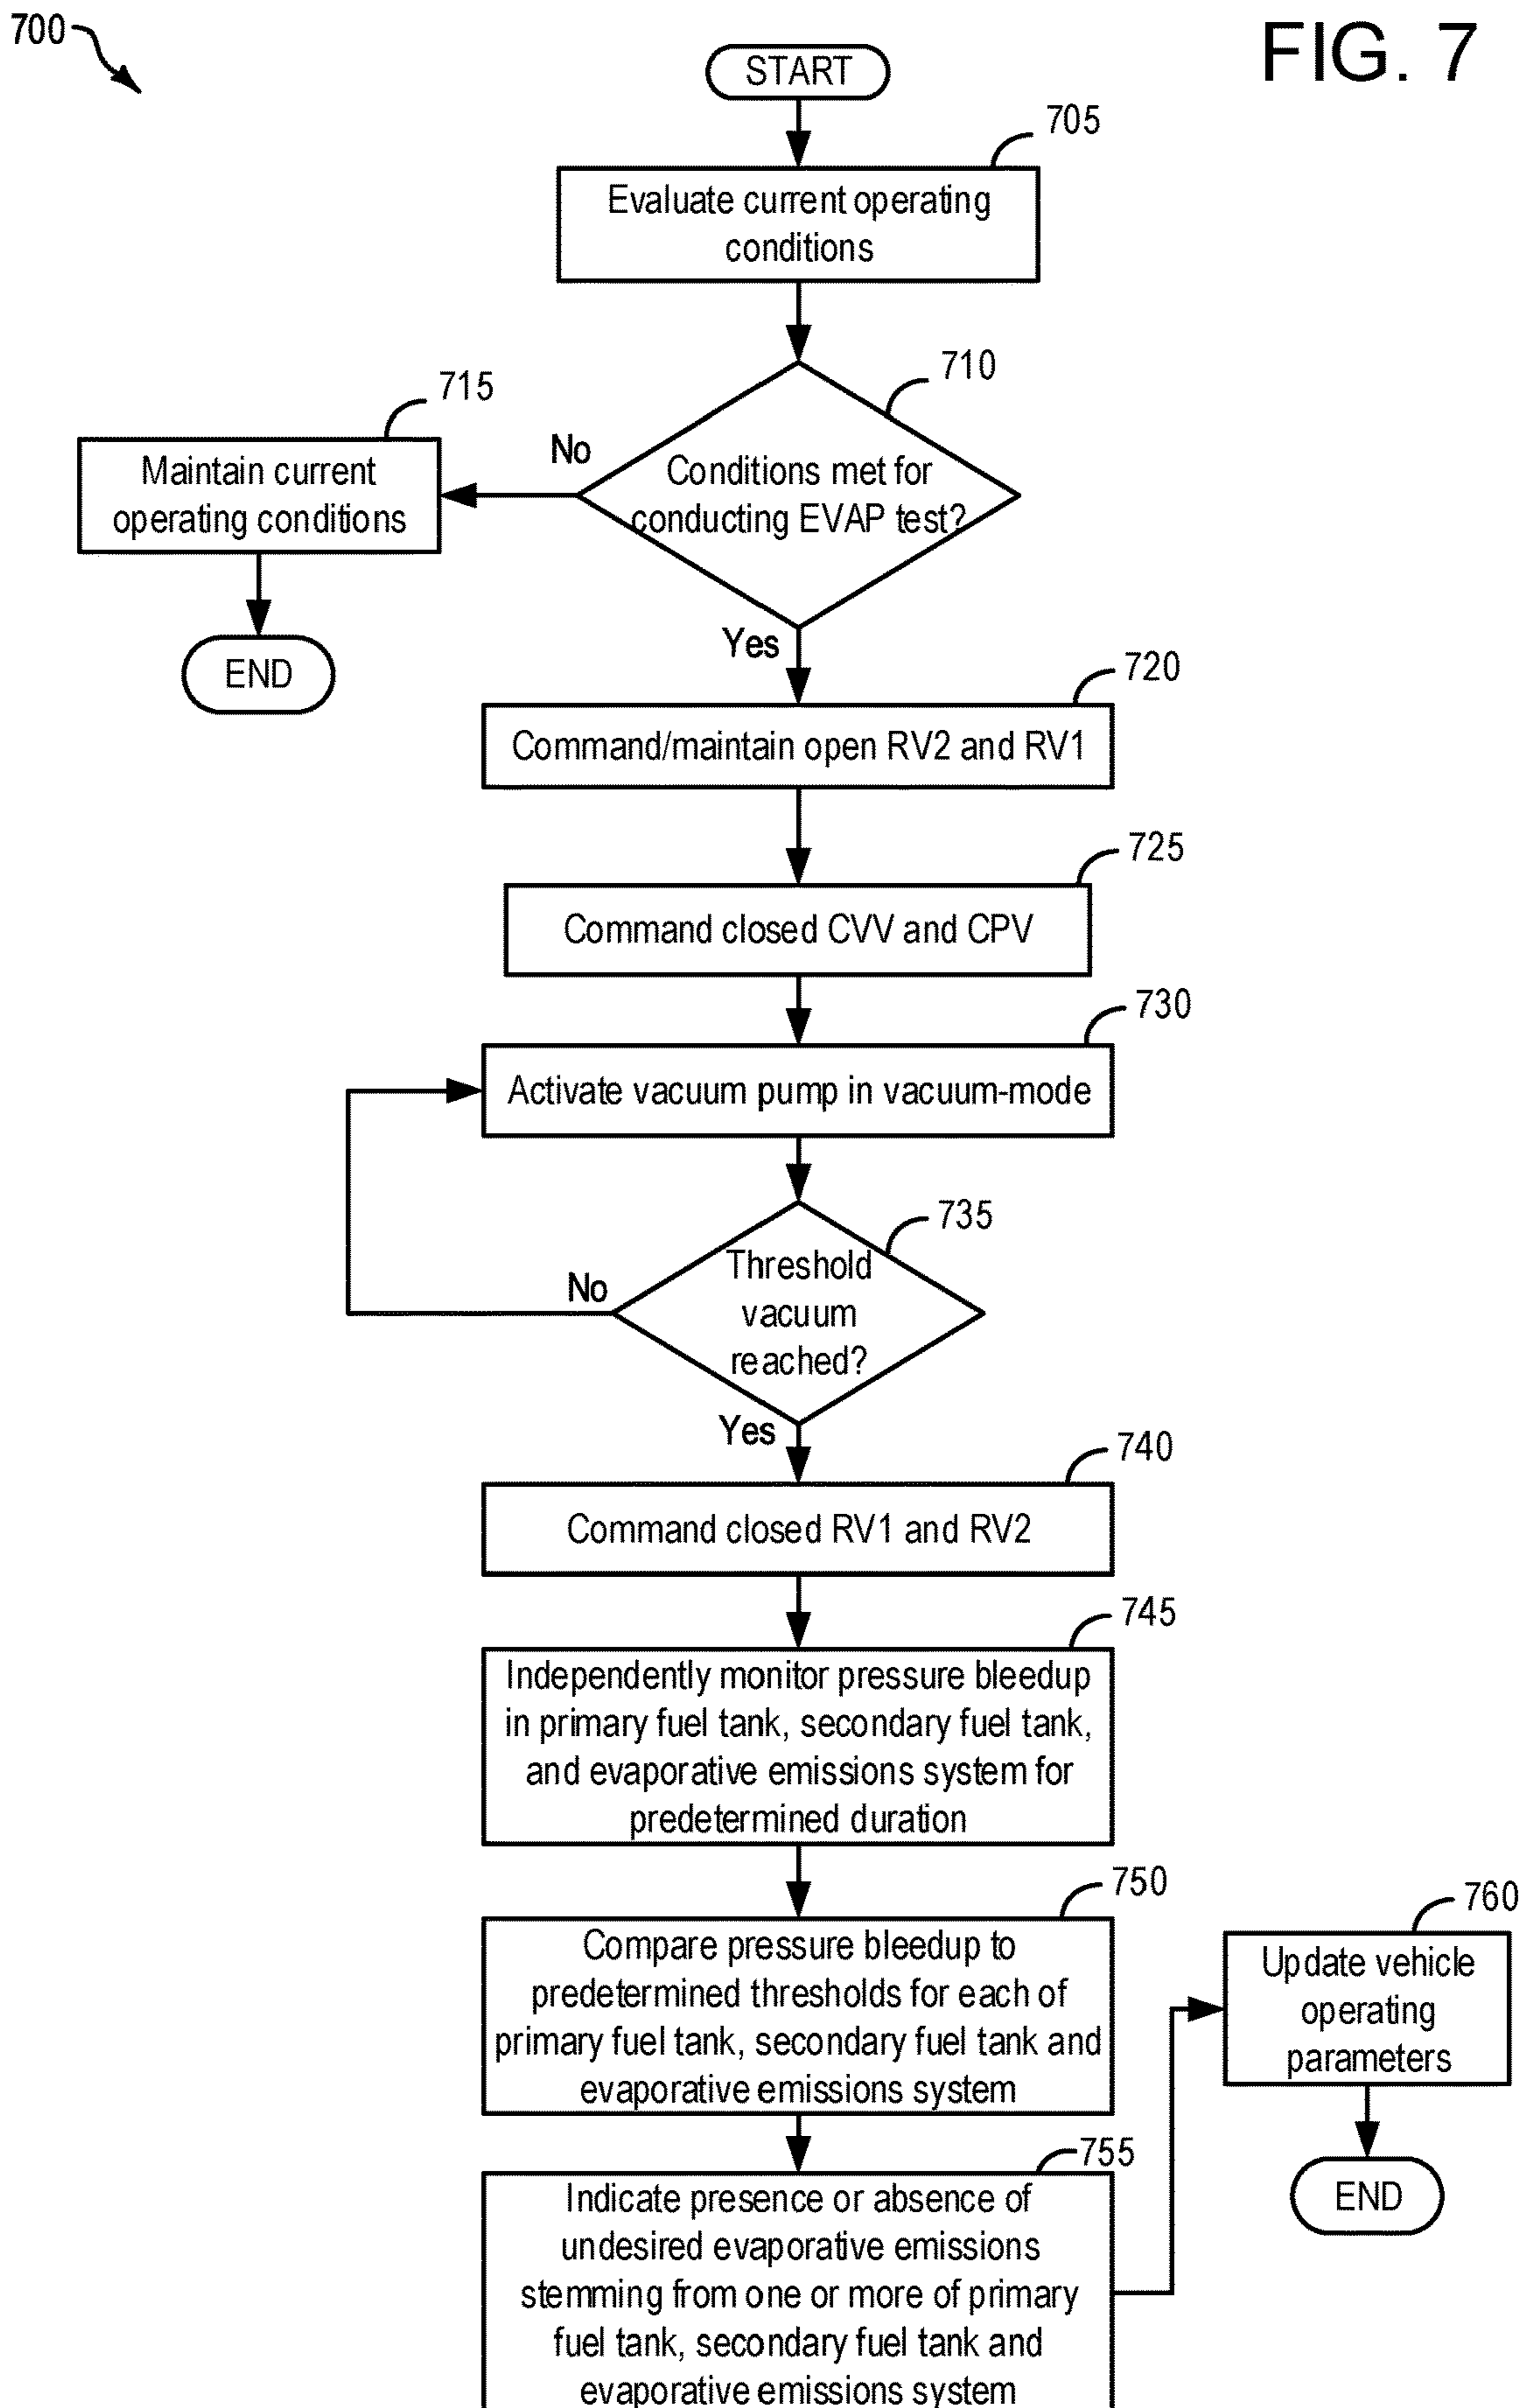 700
FIG. 7
START
705
Evaluate current operating
conditions
710
Conditions met for
conducting EVAP test?
No
715
Maintain current
operating conditions
END
Yes
720
Command/maintain open RV2 and RV1
725
Command closed CVV and CPV
730
Activate vacuum pump in vacuum-mode
735
Threshold
vacuum
reached?
No
Yes
740
Command closed RV1 and RV2
745
Independently monitor pressure bleedup
in primary fuel tank, secondary fuel tank,
and evaporative emissions system for
predetermined duration
750
Compare pressure bleedup to
predetermined thresholds for each of
primary fuel tank, secondary fuel tank and
evaporative emissions system
755
Indicate presence or absence of
undesired evaporative emissions
stemming from one or more of primary
fuel tank, secondary fuel tank and
evaporative emissions system
760
Update vehicle
operating
parameters
END